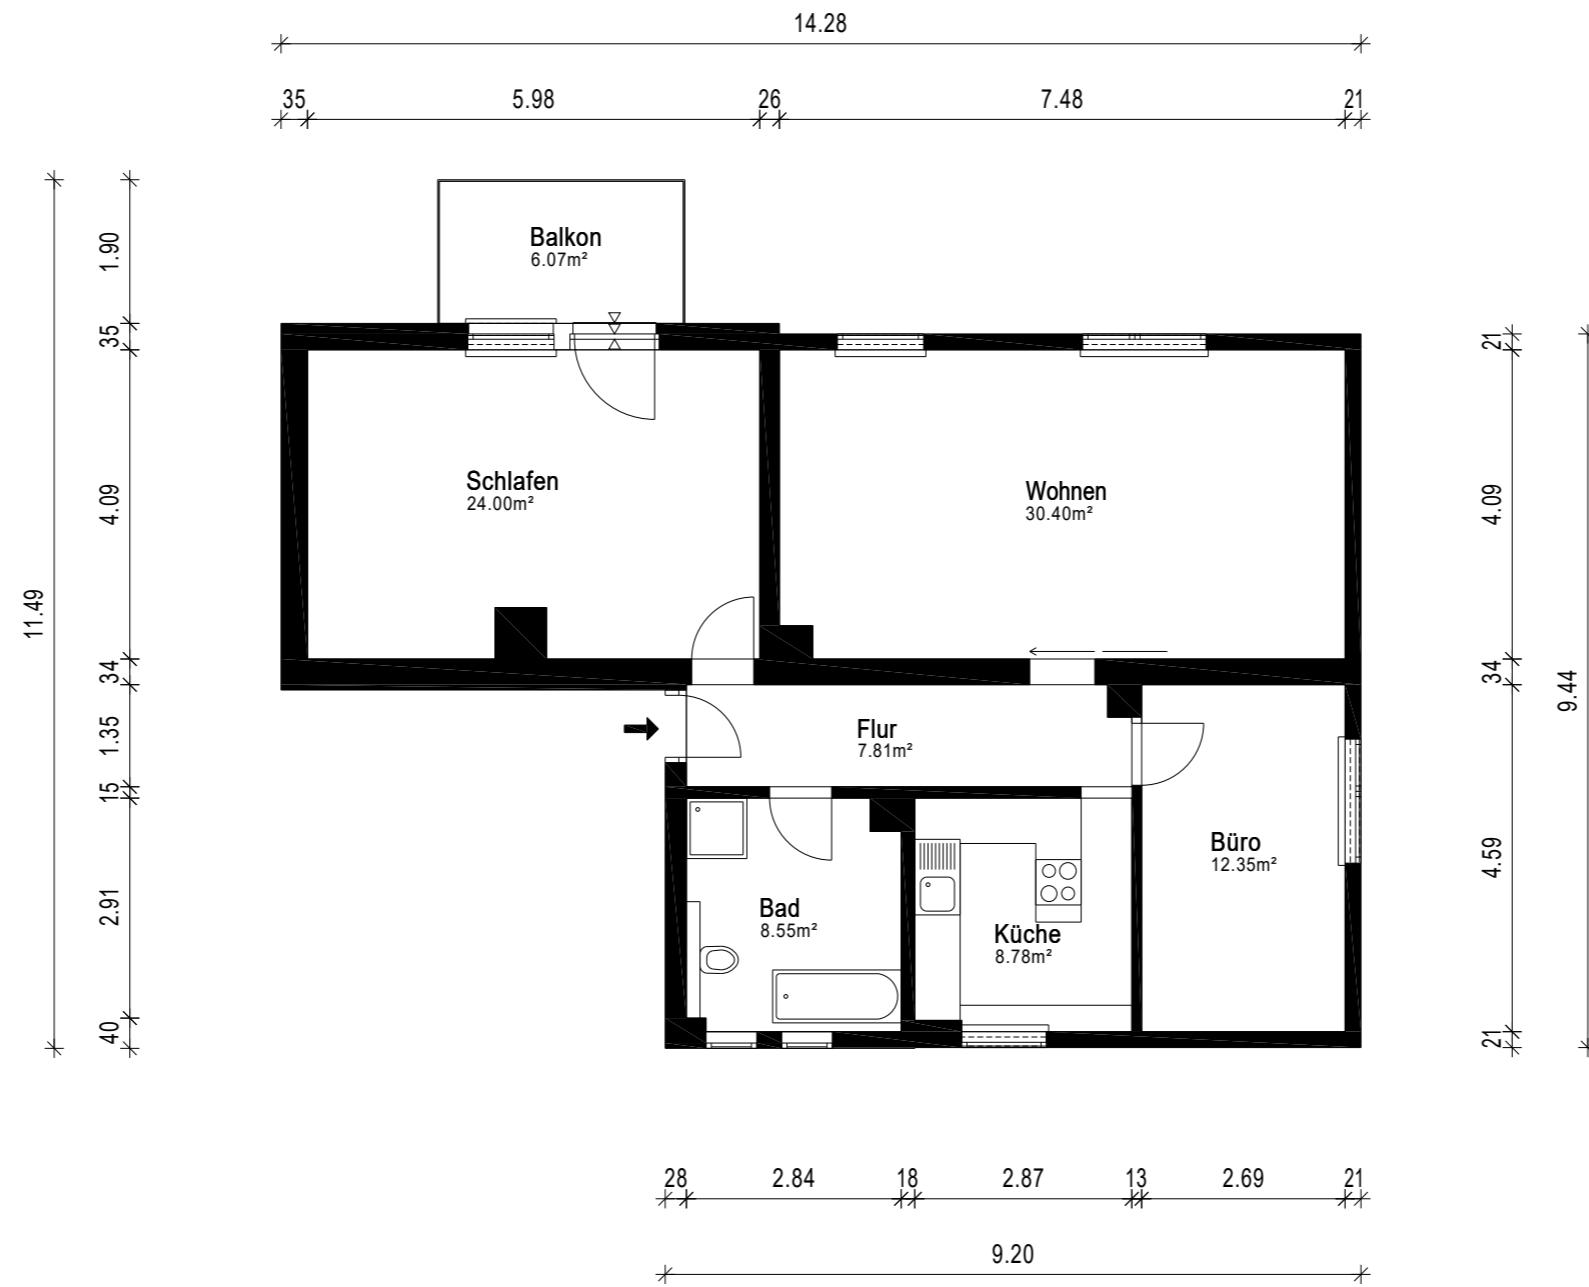 14.28
35 5.98 26 7.48 21
Balkon
6.07m²
1.90
35
4.09
34
1.35
15
2.91
40
11.49
21
4.09
34
4.59
21
9.44
Schlafen
24.00m²
Wohnen
30.40m²
Flur
7.81m²
Büro
12.35m²
Bad
8.55m²
Küche
8.78m²
28 2.84 18 2.87 13 2.69 21
9.20